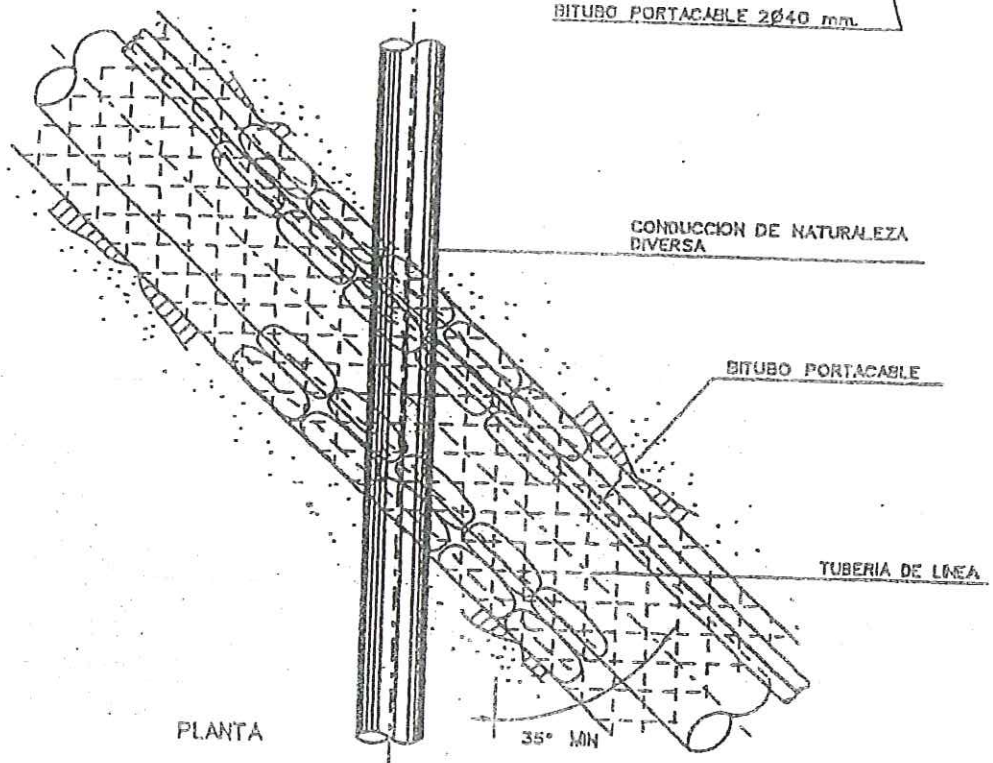 BITUBO PORTACABLE 2Ø40 mm.
CONDUCCION DE NATURALEZA
DIVERSA
BITUBO PORTACABLE
TUBERIA DE LINEA
PLANTA
35° MIN